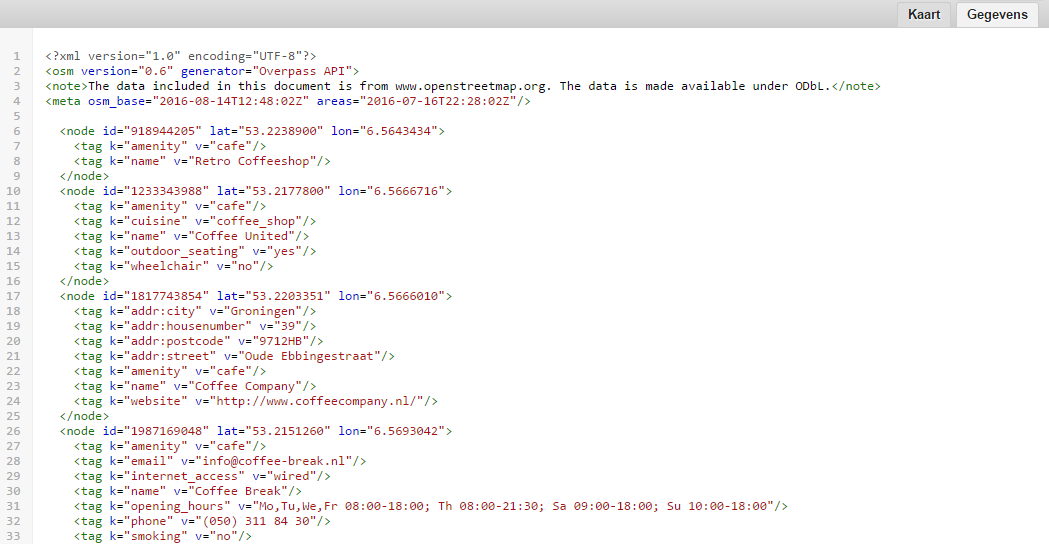 Kaart Gegevens
1 <?xml version="1.0" encoding="UTF-8"?>
2 <osm version="0.6" generator="Overpass API">
3 <note>The data included in this document is from www.openstreetmap.org. The data is made available under ODbL.</note>
4 <meta osm_base="2016-08-14T12:48:02Z" areas="2016-07-16T22:28:02Z"/>
5
6 <node id="918944205" lat="53.2238900" lon="6.5643434">
7 <tag k="amenity" v="cafe"/>
8 <tag k="name" v="Retro Coffeeshop"/>
9 </node>
10 <node id="1233343988" lat="53.2177800" lon="6.5666716">
11 <tag k="amenity" v="cafe"/>
12 <tag k="cuisine" v="coffee_shop"/>
13 <tag k="name" v="Coffee United"/>
14 <tag k="outdoor_seating" v="yes"/>
15 <tag k="wheelchair" v="no"/>
16 </node>
17 <node id="1817743854" lat="53.2203351" lon="6.5666010">
18 <tag k="addr:city" v="Groningen"/>
19 <tag k="addr:housenumber" v="39"/>
20 <tag k="addr:postcode" v="9712HB"/>
21 <tag k="addr:street" v="Oude Ebbingestraat"/>
22 <tag k="amenity" v="cafe"/>
23 <tag k="name" v="Coffee Company"/>
24 <tag k="website" v="http://www.coffeecompany.nl/"/>
25 </node>
26 <node id="1987169048" lat="53.2151260" lon="6.5693042">
27 <tag k="amenity" v="cafe"/>
28 <tag k="email" v="info@coffee-break.nl"/>
29 <tag k="internet_access" v="wired"/>
30 <tag k="name" v="Coffee Break"/>
31 <tag k="opening_hours" v="Mo,Tu,We,Fr 08:00-18:00; Th 08:00-21:30; Sa 09:00-18:00; Su 10:00-18:00"/>
32 <tag k="phone" v="(050) 311 84 30"/>
33 <tag k="smoking" v="no"/>